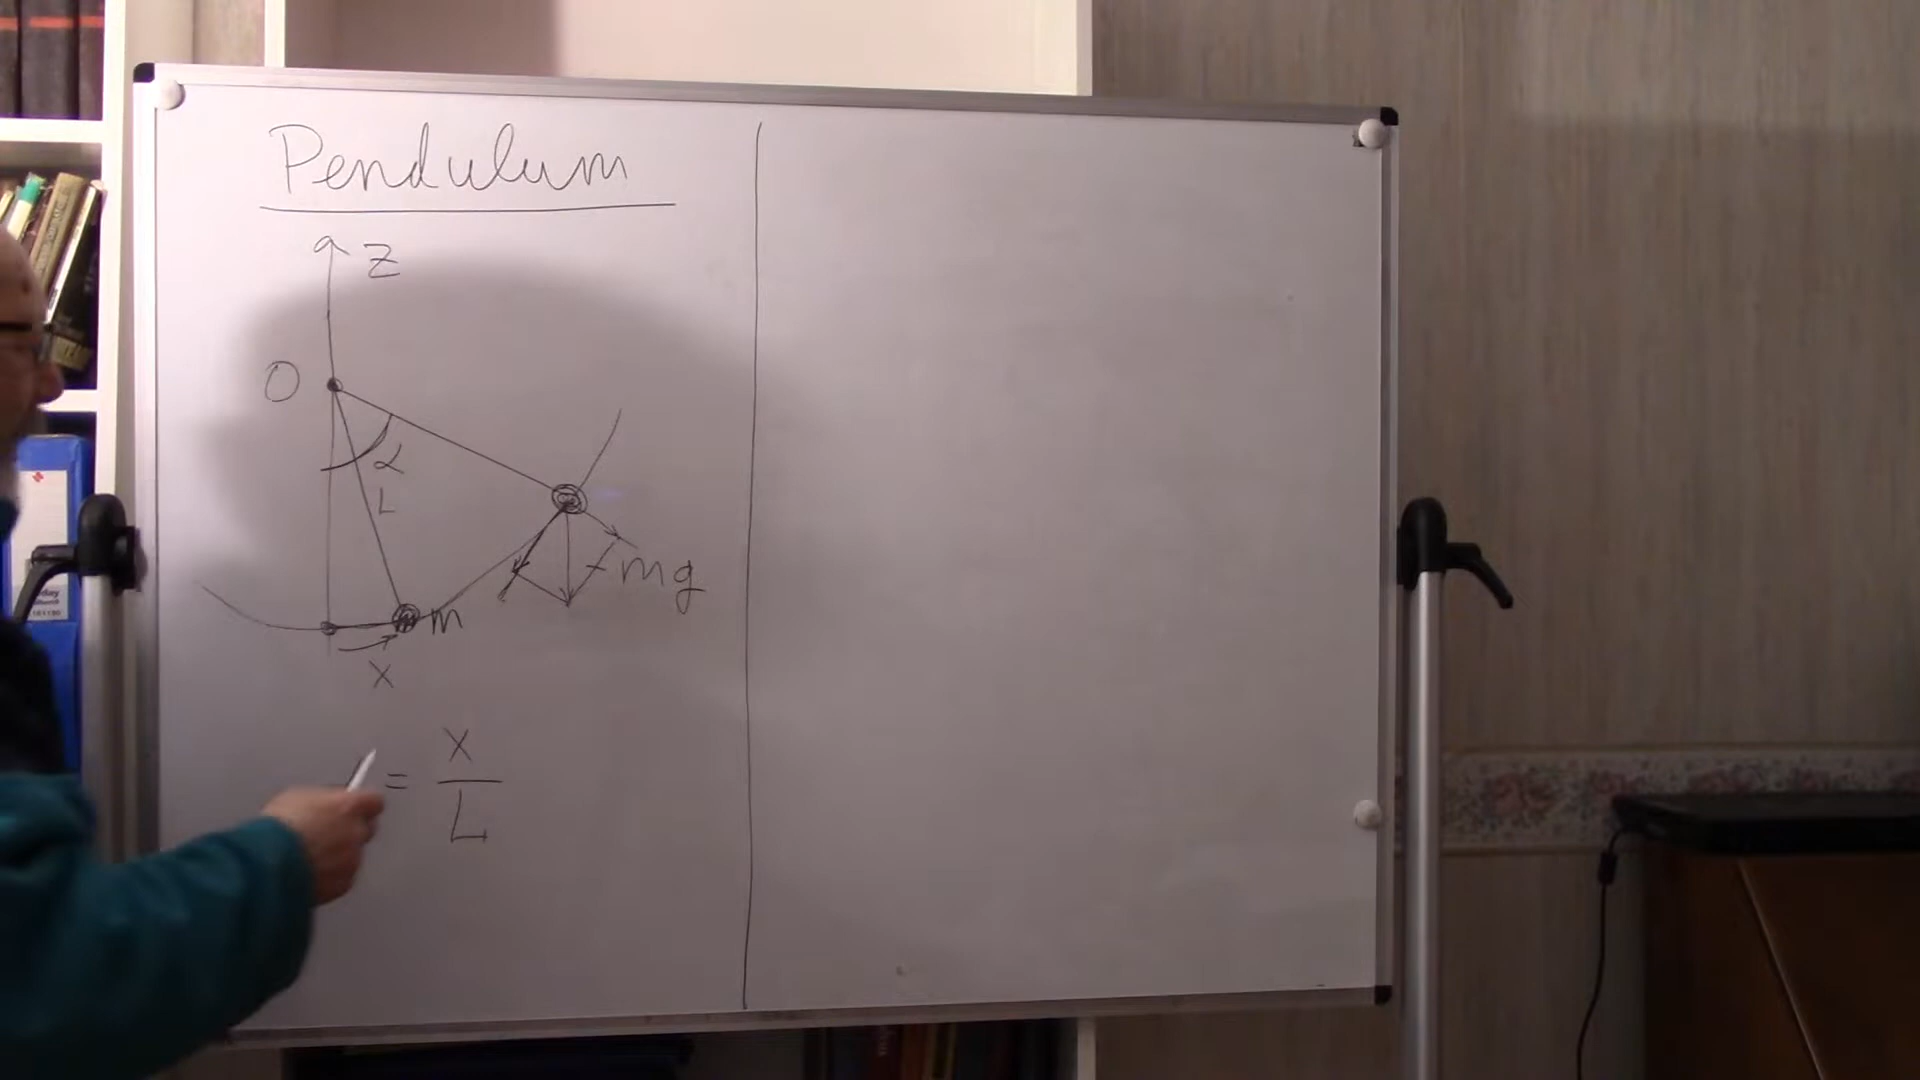 Pendulum
Z
O
α
L
mg
m
x
= x
L